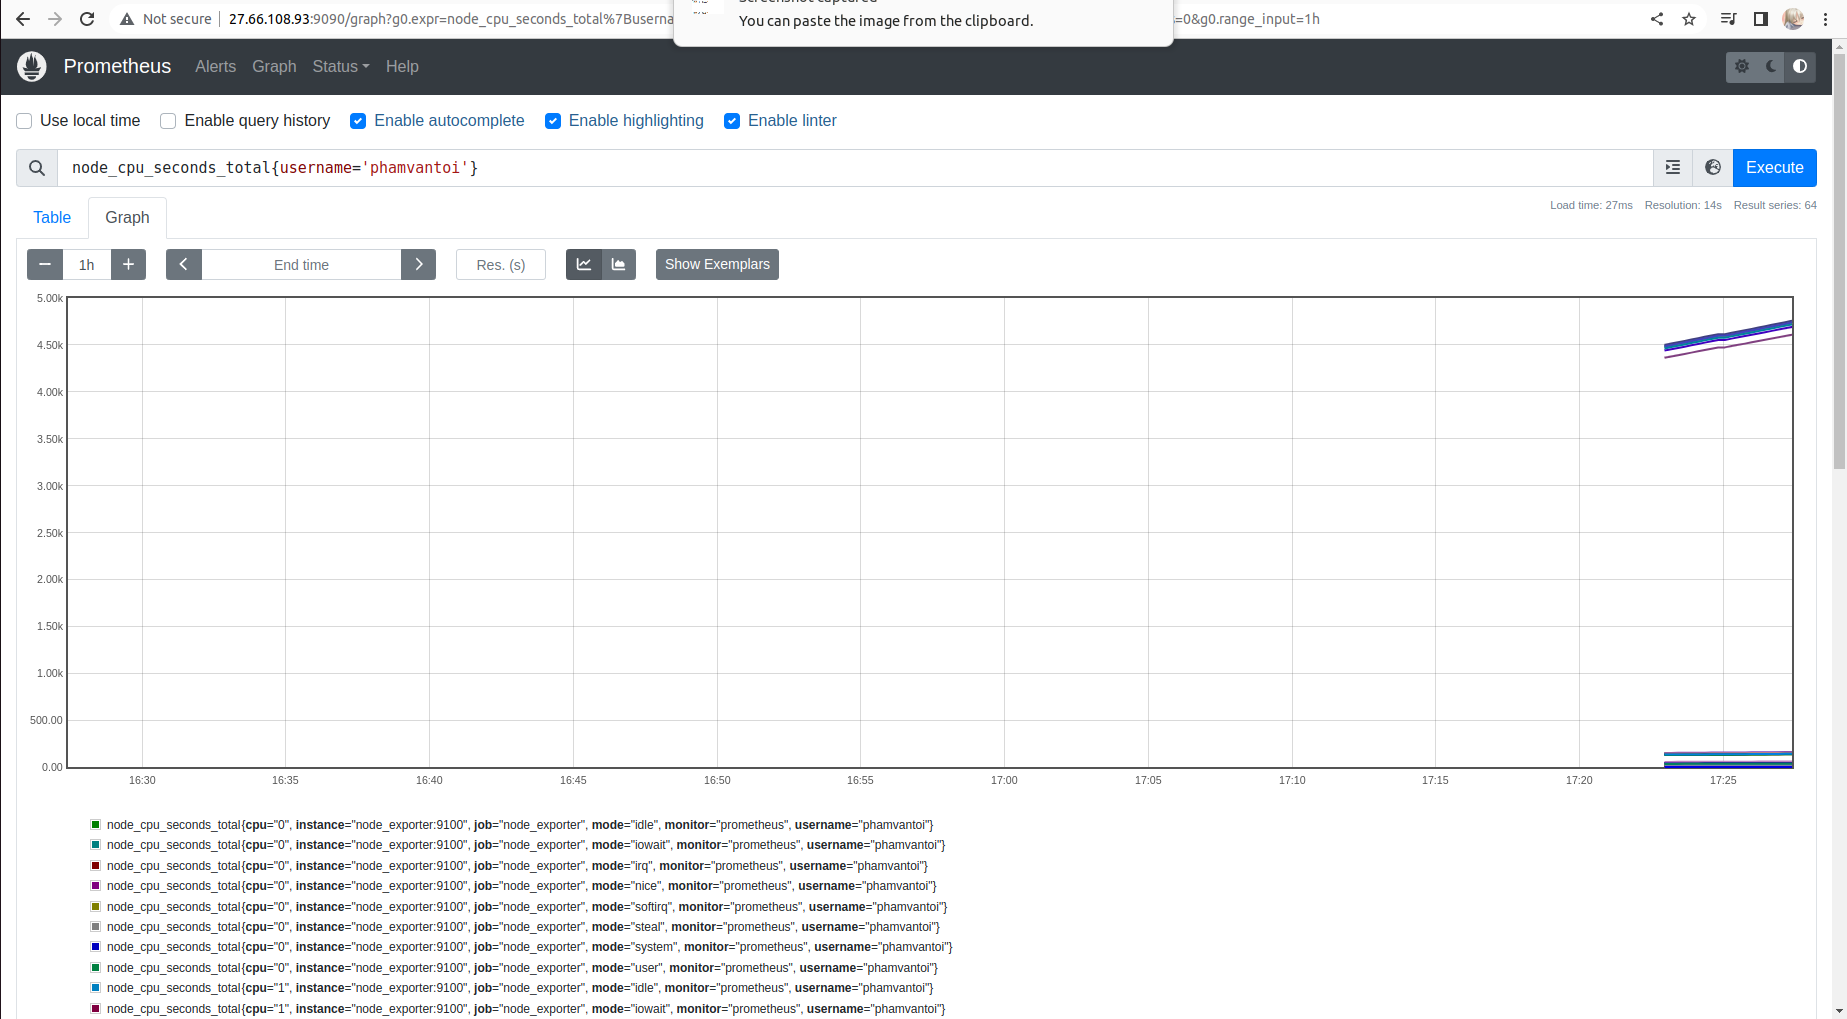 Screenshot captured
You can paste the image from the clipboard.
Not secure
27.66.108.93:9090/graph?g0.expr=node_cpu_seconds_total%7Buserna
=0&g0.range_input=1h
Prometheus
Alerts
Graph
Status
Help
Use local time
Enable query history
Enable autocomplete
Enable highlighting
Enable linter
node_cpu_seconds_total{username='phamvantoi'}
Execute
Table
Graph
Load time: 27ms
Resolution: 14s
Result series: 64
1h
End time
Res. (s)
Show Exemplars
5.00k
4.50k
4.00k
3.50k
3.00k
2.50k
2.00k
1.50k
1.00k
500.00
0.00
16:30
16:35
16:40
16:45
16:50
16:55
17:00
17:05
17:10
17:15
17:20
17:25
node_cpu_seconds_total{cpu="0", instance="node_exporter:9100", job="node_exporter", mode="idle", monitor="prometheus", username="phamvantoi"}
node_cpu_seconds_total{cpu="0", instance="node_exporter:9100", job="node_exporter", mode="iowait", monitor="prometheus", username="phamvantoi"}
node_cpu_seconds_total{cpu="0", instance="node_exporter:9100", job="node_exporter", mode="irq", monitor="prometheus", username="phamvantoi"}
node_cpu_seconds_total{cpu="0", instance="node_exporter:9100", job="node_exporter", mode="nice", monitor="prometheus", username="phamvantoi"}
node_cpu_seconds_total{cpu="0", instance="node_exporter:9100", job="node_exporter", mode="softirq", monitor="prometheus", username="phamvantoi"}
node_cpu_seconds_total{cpu="0", instance="node_exporter:9100", job="node_exporter", mode="steal", monitor="prometheus", username="phamvantoi"}
node_cpu_seconds_total{cpu="0", instance="node_exporter:9100", job="node_exporter", mode="system", monitor="prometheus", username="phamvantoi"}
node_cpu_seconds_total{cpu="0", instance="node_exporter:9100", job="node_exporter", mode="user", monitor="prometheus", username="phamvantoi"}
node_cpu_seconds_total{cpu="1", instance="node_exporter:9100", job="node_exporter", mode="idle", monitor="prometheus", username="phamvantoi"}
node_cpu_seconds_total{cpu="1", instance="node_exporter:9100", job="node_exporter", mode="iowait", monitor="prometheus", username="phamvantoi"}